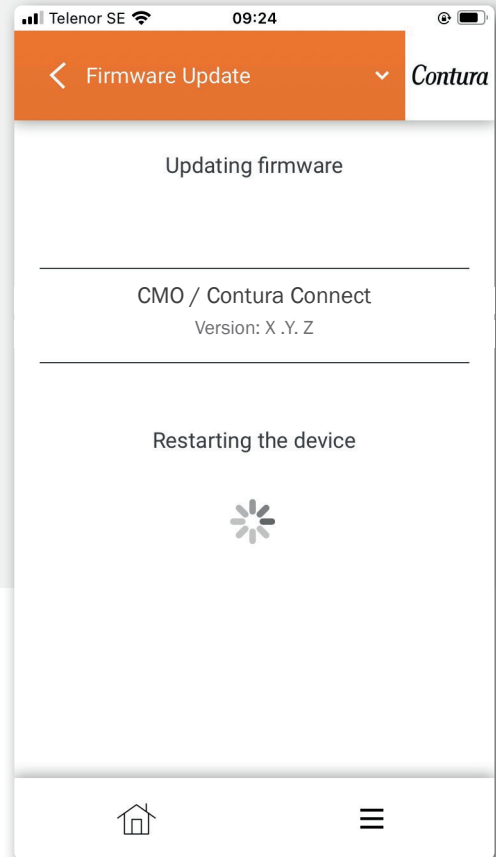 Telenor SE 09:24
Firmware Update Contura
Updating firmware
CMO / Contura Connect
Version: X .Y. Z
Restarting the device